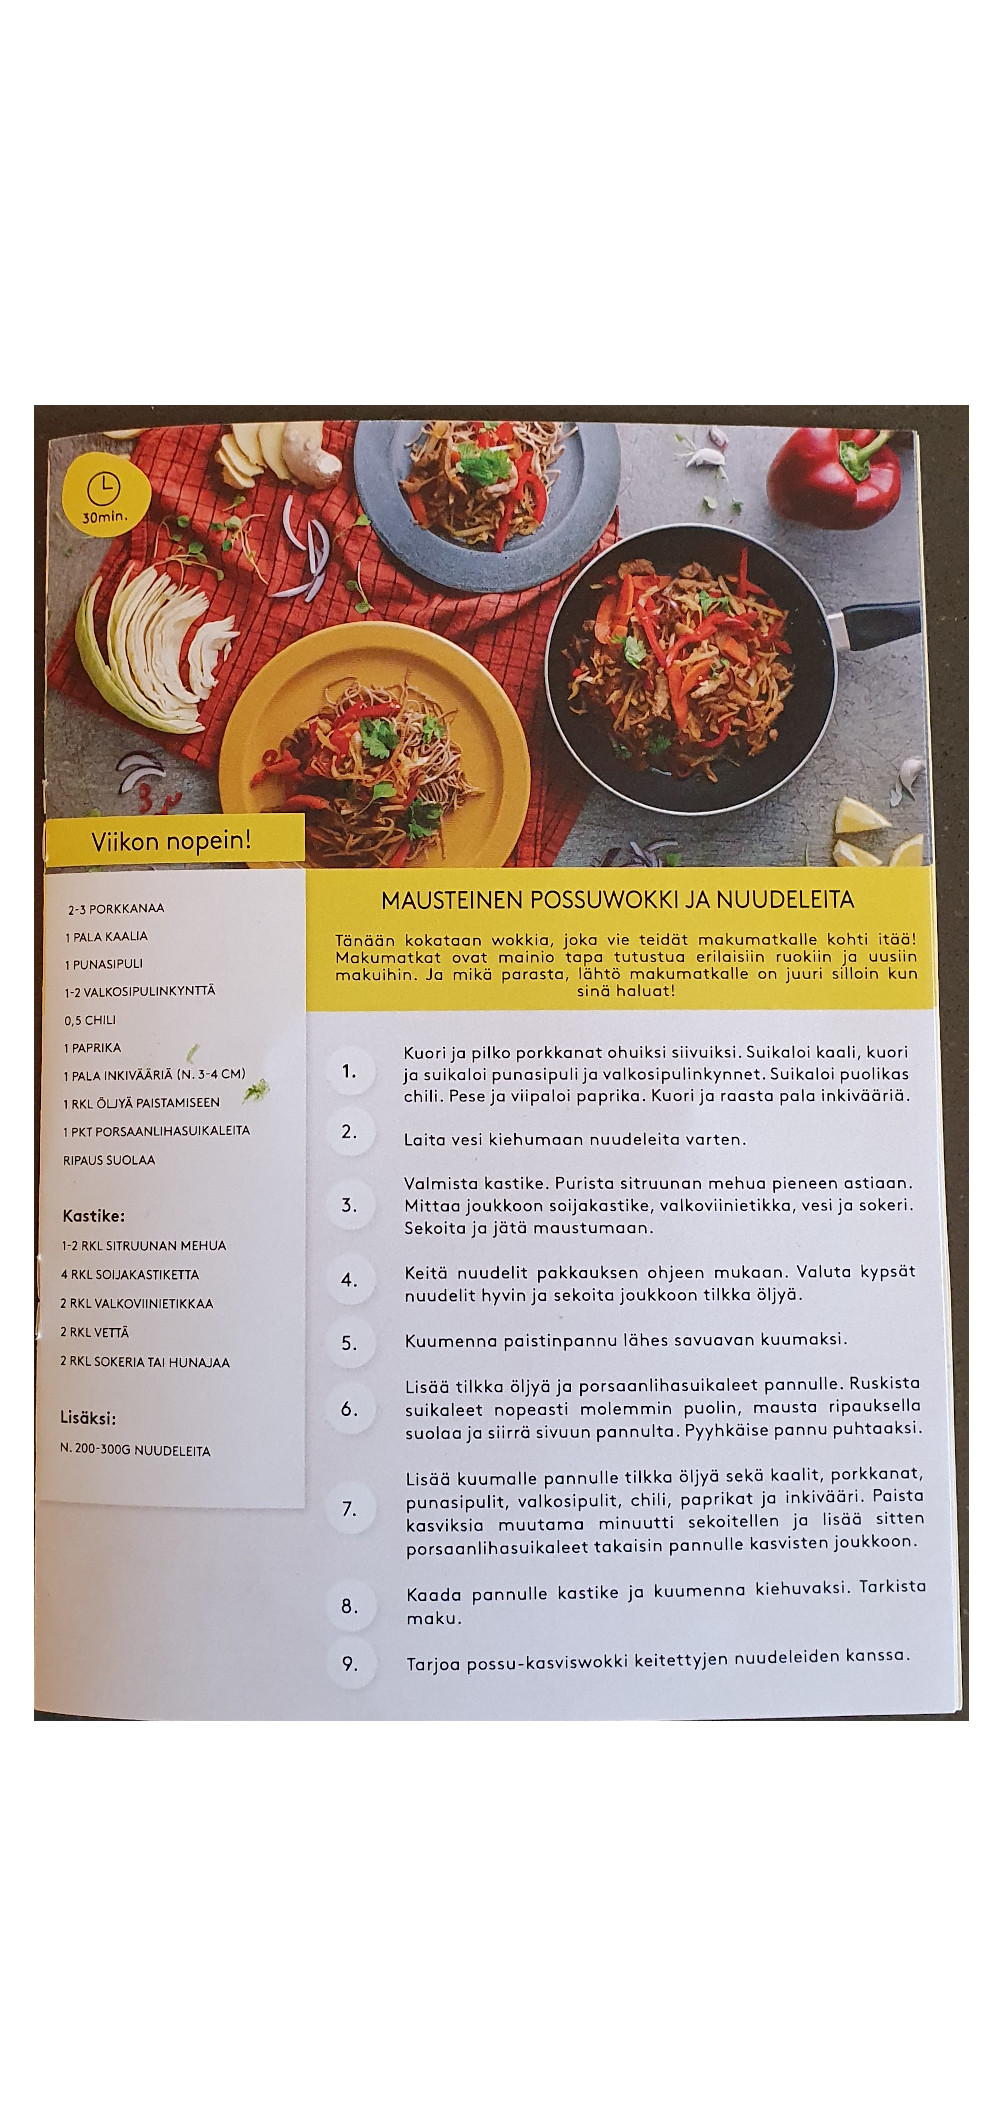 30min.
Viikon nopein!
2-3 PORKKANAA
1 PALA KAALIA
1 PUNASIPULI
1-2 VALKOSIPULINKYNTTÄ
0,5 CHILI
1 PAPRIKA
1 PALA INKIVÄÄRIÄ (N. 3-4 CM)
1 RKL ÖLJYÄ PAISTAMISEEN
1 PKT PORSAANLIHASUIKALEITA
RIPAUS SUOLAA
Kastike:
1-2 RKL SITRUUNAN MEHUA
4 RKL SOIJAKASTIKETTA
2 RKL VALKOVIINIETIKKAA
2 RKL VETTÄ
2 RKL SOKERIA TAI HUNAJAA
Lisäksi:
N. 200-300G NUUDELEITA
MAUSTEINEN POSSUWOKKI JA NUUDELEITA
Tänään kokataan wokkia, joka vie teidät makumatkalle kohti itää!
Makumatkat ovat mainio tapa tutustua erilaisiin ruokiin ja uusiin
makuihin. Ja mikä parasta, lähtö makumatkalle on juuri silloin kun
sinä haluat!
1. Kuori ja pilko porkkanat ohuiksi siivuiksi. Suikaloi kaali, kuori
ja suikaloi punasipuli ja valkosipulinkynnet. Suikaloi puolikas
chili. Pese ja viipaloi paprika. Kuori ja raasta pala inkivääriä.
2. Laita vesi kiehumaan nuudeleita varten.
3. Valmista kastike. Purista sitruunan mehua pieneen astiaan.
Mittaa joukkoon soijakastike, valkoviinietikka, vesi ja sokeri.
Sekoita ja jätä maustumaan.
4. Keitä nuudelit pakkauksen ohjeen mukaan. Valuta kypsät
nuudelit hyvin ja sekoita joukkoon tilkka öljyä.
5. Kuumenna paistinpannu lähes savuavan kuumaksi.
6. Lisää tilkka öljyä ja porsaanlihasuikaleet pannulle. Ruskista
suikaleet nopeasti molemmin puolin, mausta ripauksella
suolaa ja siirrä sivuun pannulta. Pyyhkäise pannu puhtaaksi.
7. Lisää kuumalle pannulle tilkka öljyä sekä kaalit, porkkanat,
punasipulit, valkosipulit, chili, paprikat ja inkivääri. Paista
kasviksia muutama minuutti sekoitellen ja lisää sitten
porsaanlihasuikaleet takaisin pannulle kasvisten joukkoon.
8. Kaada pannulle kastike ja kuumenna kiehuvaksi. Tarkista
maku.
9. Tarjoa possu-kasviswokki keitettyjen nuudeleiden kanssa.